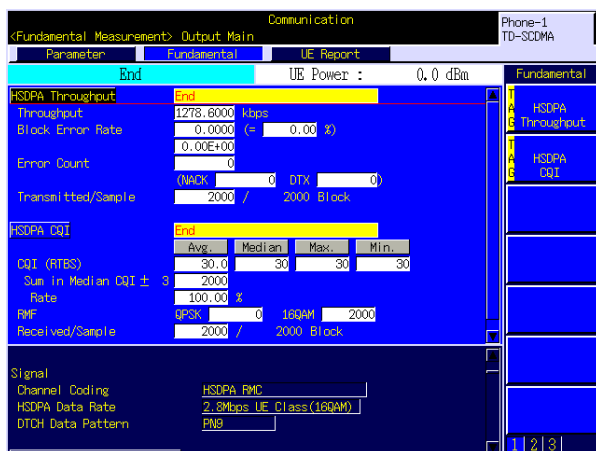 Communication
Phone-1
<Fundamental Measurement> Output Main
TD-SCDMA
Parameter Fundamental UE Report
End UE Power : 0.0 dBm
Fundamental
HSDPA Throughput End
Throughput 1278.6000 kbps
Block Error Rate 0.0000 (= 0.00 %)
0.00E+00
Error Count 0
(NACK 0 DTX 0)
Transmitted/Sample 2000 / 2000 Block
HSDPA CQI End
Avg. Median Max. Min.
CQI (RTBS) 30.0 30 30 30
Sum in Median CQI ± 3 2000
Rate 100.00 %
RMF QPSK 0 16QAM 2000
Received/Sample 2000 / 2000 Block
TAG HSDPA Throughput
TAG HSDPA CQI
Signal
Channel Coding HSDPA RMC
HSDPA Data Rate 2.8Mbps UE Class(16QAM)
DTCH Data Pattern PN9
1 2 3